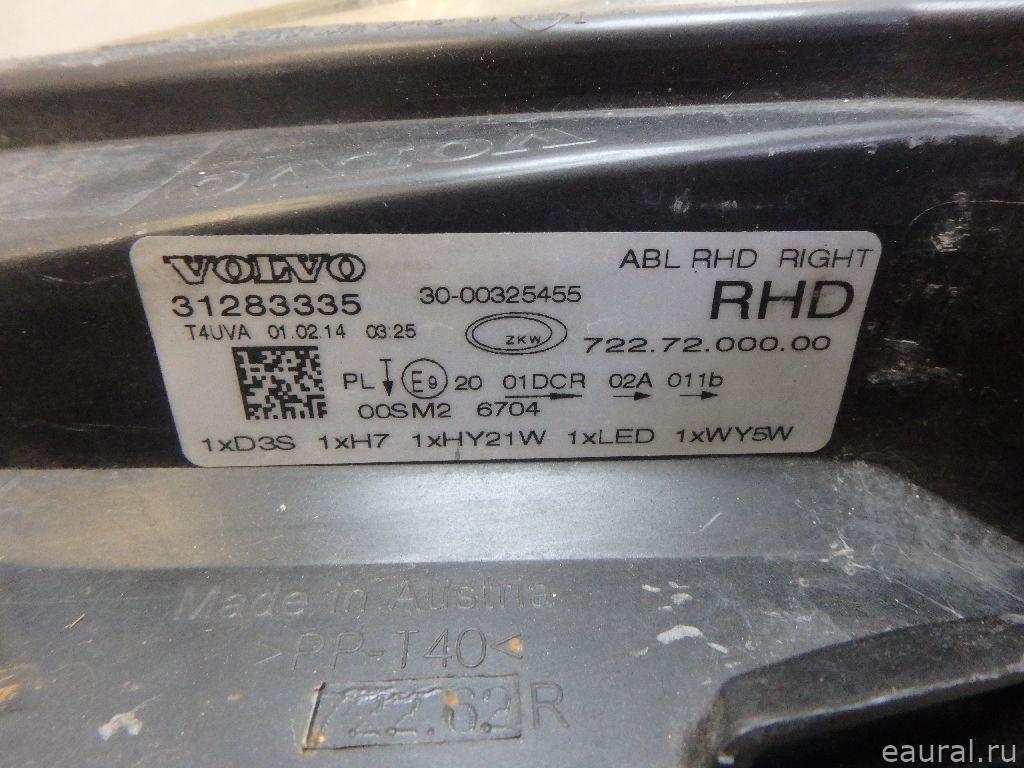 VOLVO
VOLVO
ABL RHD RIGHT
31283335
30-00325455
RHD
T4UVA 01.02.14 03:25
ZKW
722.72.000.00
PL E9 20 01DCR 02A 011b
00SM2 6704
1xD3S 1xH7 1xHY21W 1xLED 1xWY5W
Made in Austria
>PP-T40<
722.62 R
eaural.ru